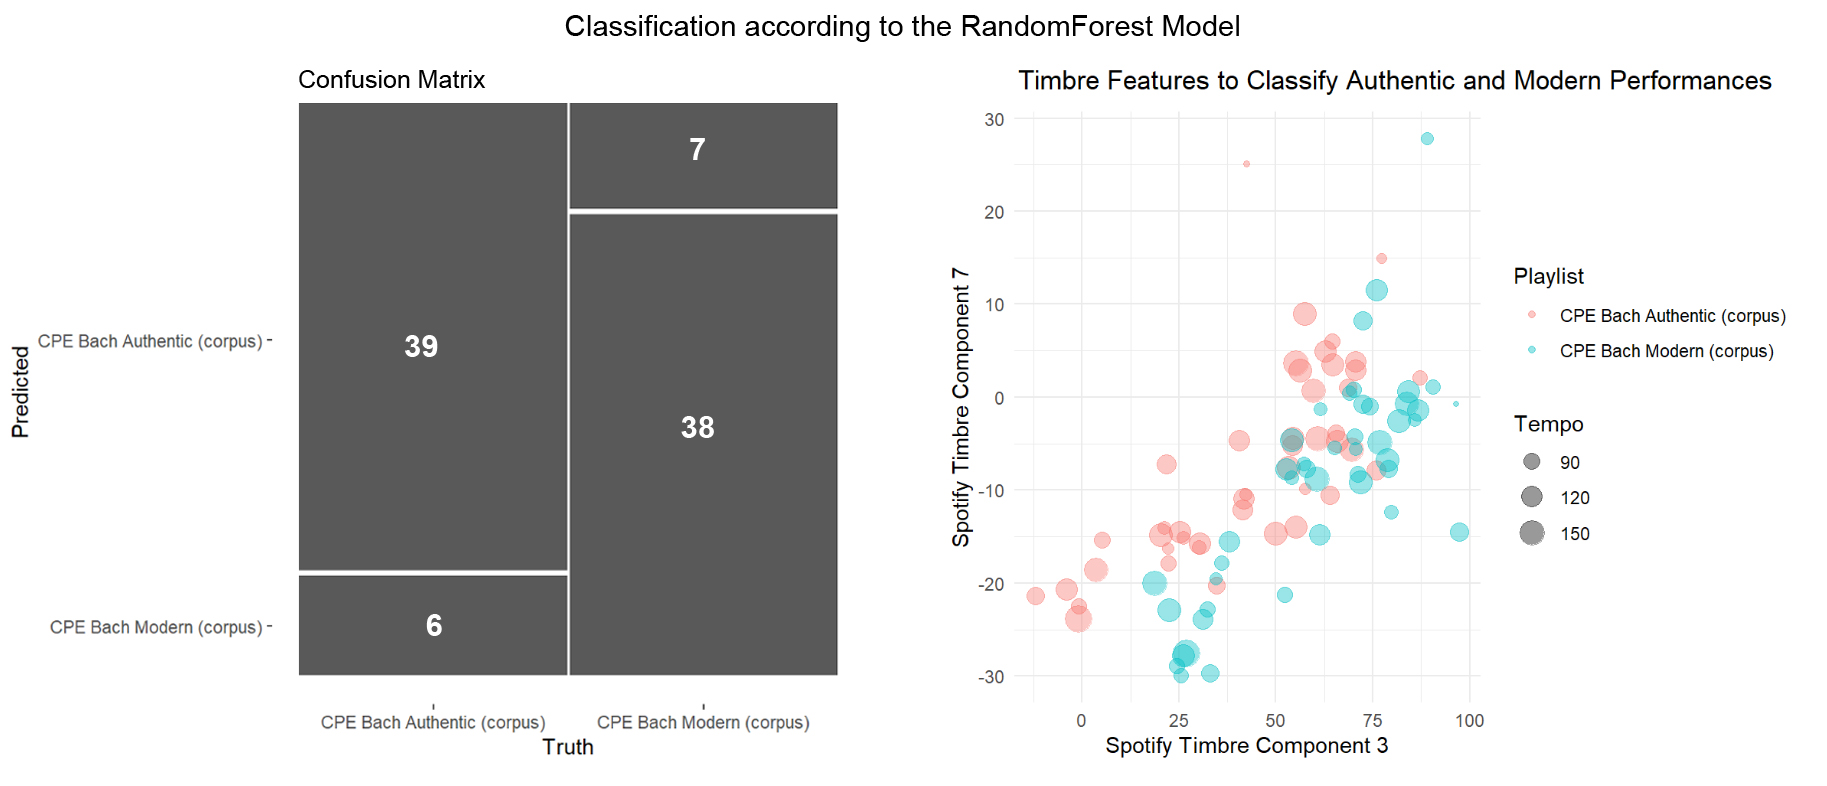 Classification according to the RandomForest Model
Confusion Matrix
7
39
38
6
Predicted
CPE Bach Authentic (corpus)
CPE Bach Modern (corpus)
CPE Bach Authentic (corpus)
CPE Bach Modern (corpus)
Truth
Timbre Features to Classify Authentic and Modern Performances
Spotify Timbre Component 7
30
20
10
0
-10
-20
-30
0
25
50
75
100
Spotify Timbre Component 3
Playlist
CPE Bach Authentic (corpus)
CPE Bach Modern (corpus)
Tempo
90
120
150